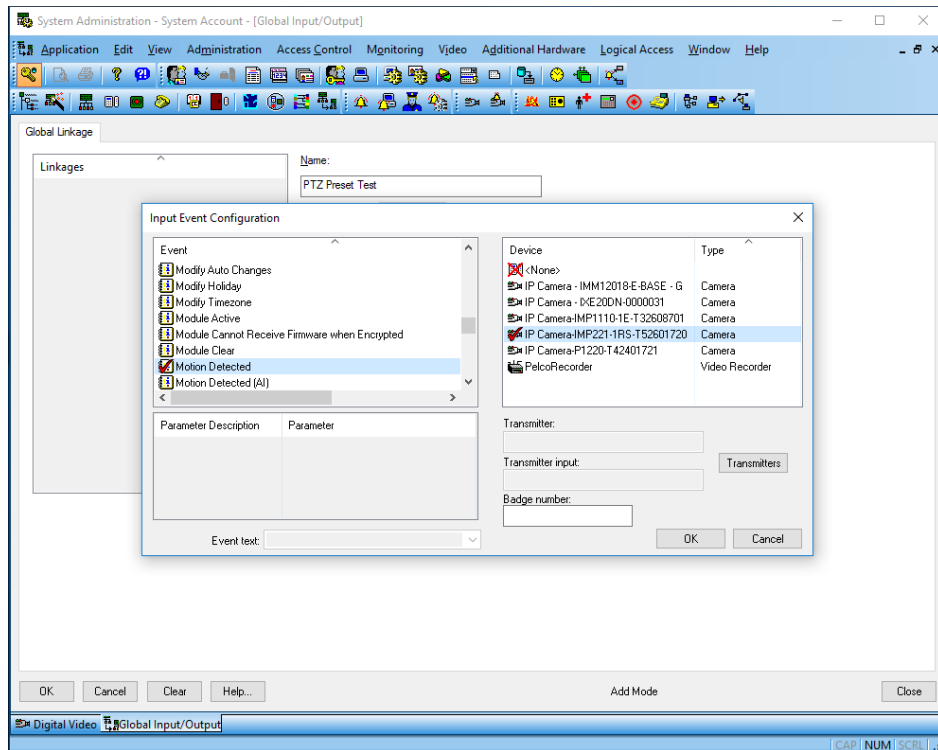 System Administration - System Account - [Global Input/Output]
Application Edit View Administration Access Control Monitoring Video Additional Hardware Logical Access Window Help
Global Linkage
Linkages
Name:
PTZ Preset Test
Input Event Configuration
Event
Modify Auto Changes
Modify Holiday
Modify Timezone
Module Active
Module Cannot Receive Firmware when Encrypted
Module Clear
Motion Detected
Motion Detected (AI)
Device Type
<None>
IP Camera - IMM12018-E-BASE - G Camera
IP Camera - IXE20DN-0000031 Camera
IP Camera-IMP1110-1E-T32608701 Camera
IP Camera-IMP221-1RS-T52601720 Camera
IP Camera-P1220-T42401721 Camera
PelcoRecorder Video Recorder
Parameter Description Parameter
Event text:
Transmitter:
Transmitter input:
Transmitters
Badge number:
OK Cancel
OK Cancel Clear Help... Add Mode Close
Digital Video Global Input/Output
CAP NUM SCRL